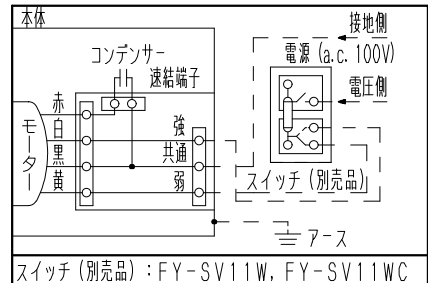 本体
接地側
コンデンサー
電源 (a.c. 100V)
速結端子
電圧側
赤
白
黒
黄
モーター
強
共通
弱
スイッチ (別売品)
アース
スイッチ (別売品) : FY-SV11W, FY-SV11WC